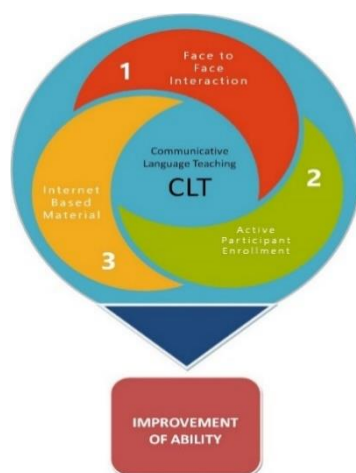 1
Face to
Face
Interaction
Communicative
Language Teaching
CLT
2
Active
Participant
Enrollment
Internet
Based
Material
3
IMPROVEMENT
OF ABILITY